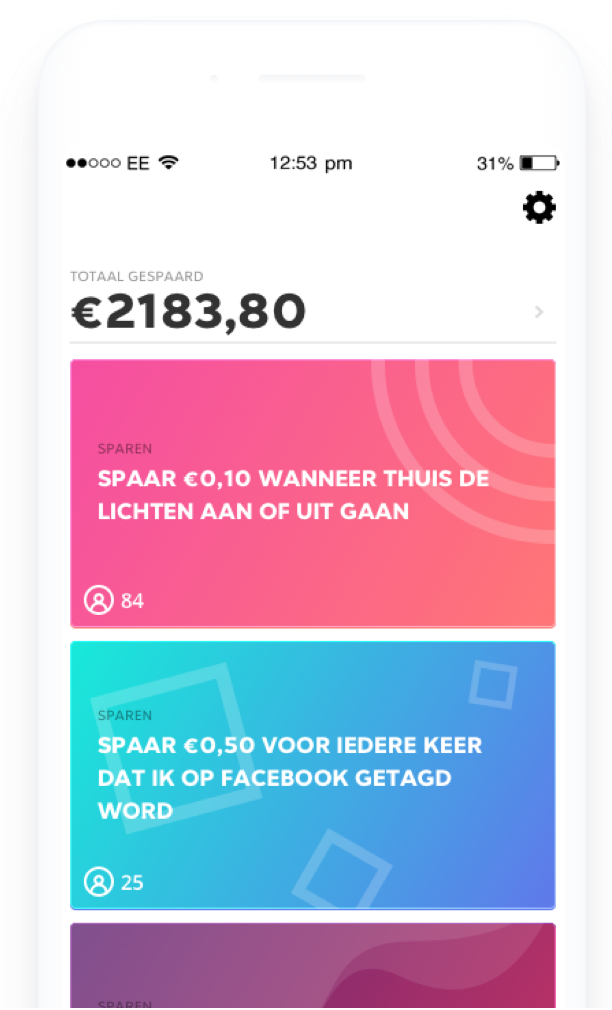 EE 12:53 pm 31%
TOTAAL GESPAARD
€2183,80
SPAREN
SPAAR €0,10 WANNEER THUIS DE
LICHTEN AAN OF UIT GAAN
84
SPAREN
SPAAR €0,50 VOOR IEDERE KEER
DAT IK OP FACEBOOK GETAGD
WORD
25
SPAREN